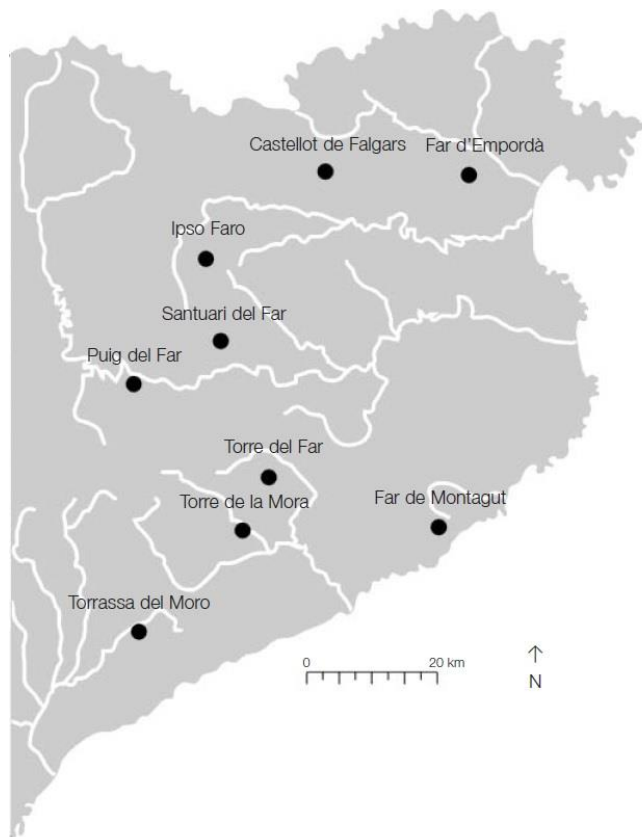 Castellot de Falgars
Far d'Empordà
Ipso Faro
Santuari del Far
Puig del Far
Torre del Far
Torre de la Mora
Far de Montagut
Torrassa del Moro
0
20 km
N